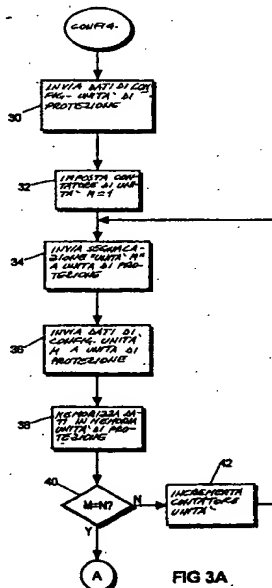 CONFIG.
INVIA DATI DI CON
FIG. UNITA' DI
PROTEZIONE
30
IMPOSTA CON-
TATORE DI UNI-
TA' M=1
32
INVIA SEGNALA-
ZIONE "UNITA' M"
A UNITA' DI PRO-
TEZIONE
34
INVIA DATI DI
CONFIG. UNITA'
M A UNITA' DI
PROTEZIONE
36
MEMORIZZA DA-
TI IN MEMORIA
UNITA' DI PRO-
TEZIONE
38
40
M=N?
N
Y
42
INCREMENTA
CONTATORE
UNITA'
A
FIG 3A